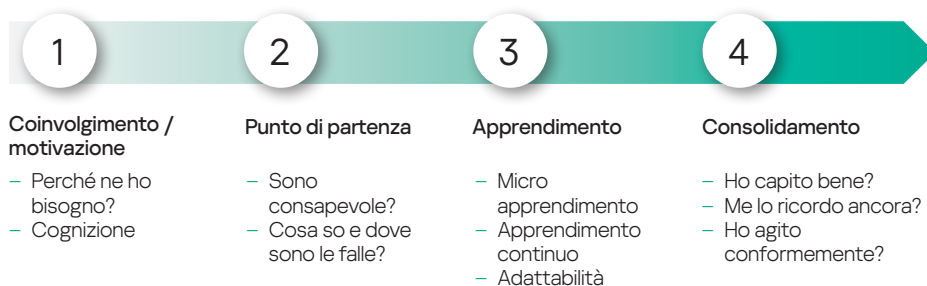 1
2
3
4
Coinvolgimento /
motivazione
– Perché ne ho
bisogno?
– Cognizione
Punto di partenza
– Sono
consapevole?
– Cosa so e dove
sono le falle?
Apprendimento
– Micro
apprendimento
– Apprendimento
continuo
– Adattabilità
Consolidamento
– Ho capito bene?
– Me lo ricordo ancora?
– Ho agito
conformemente?